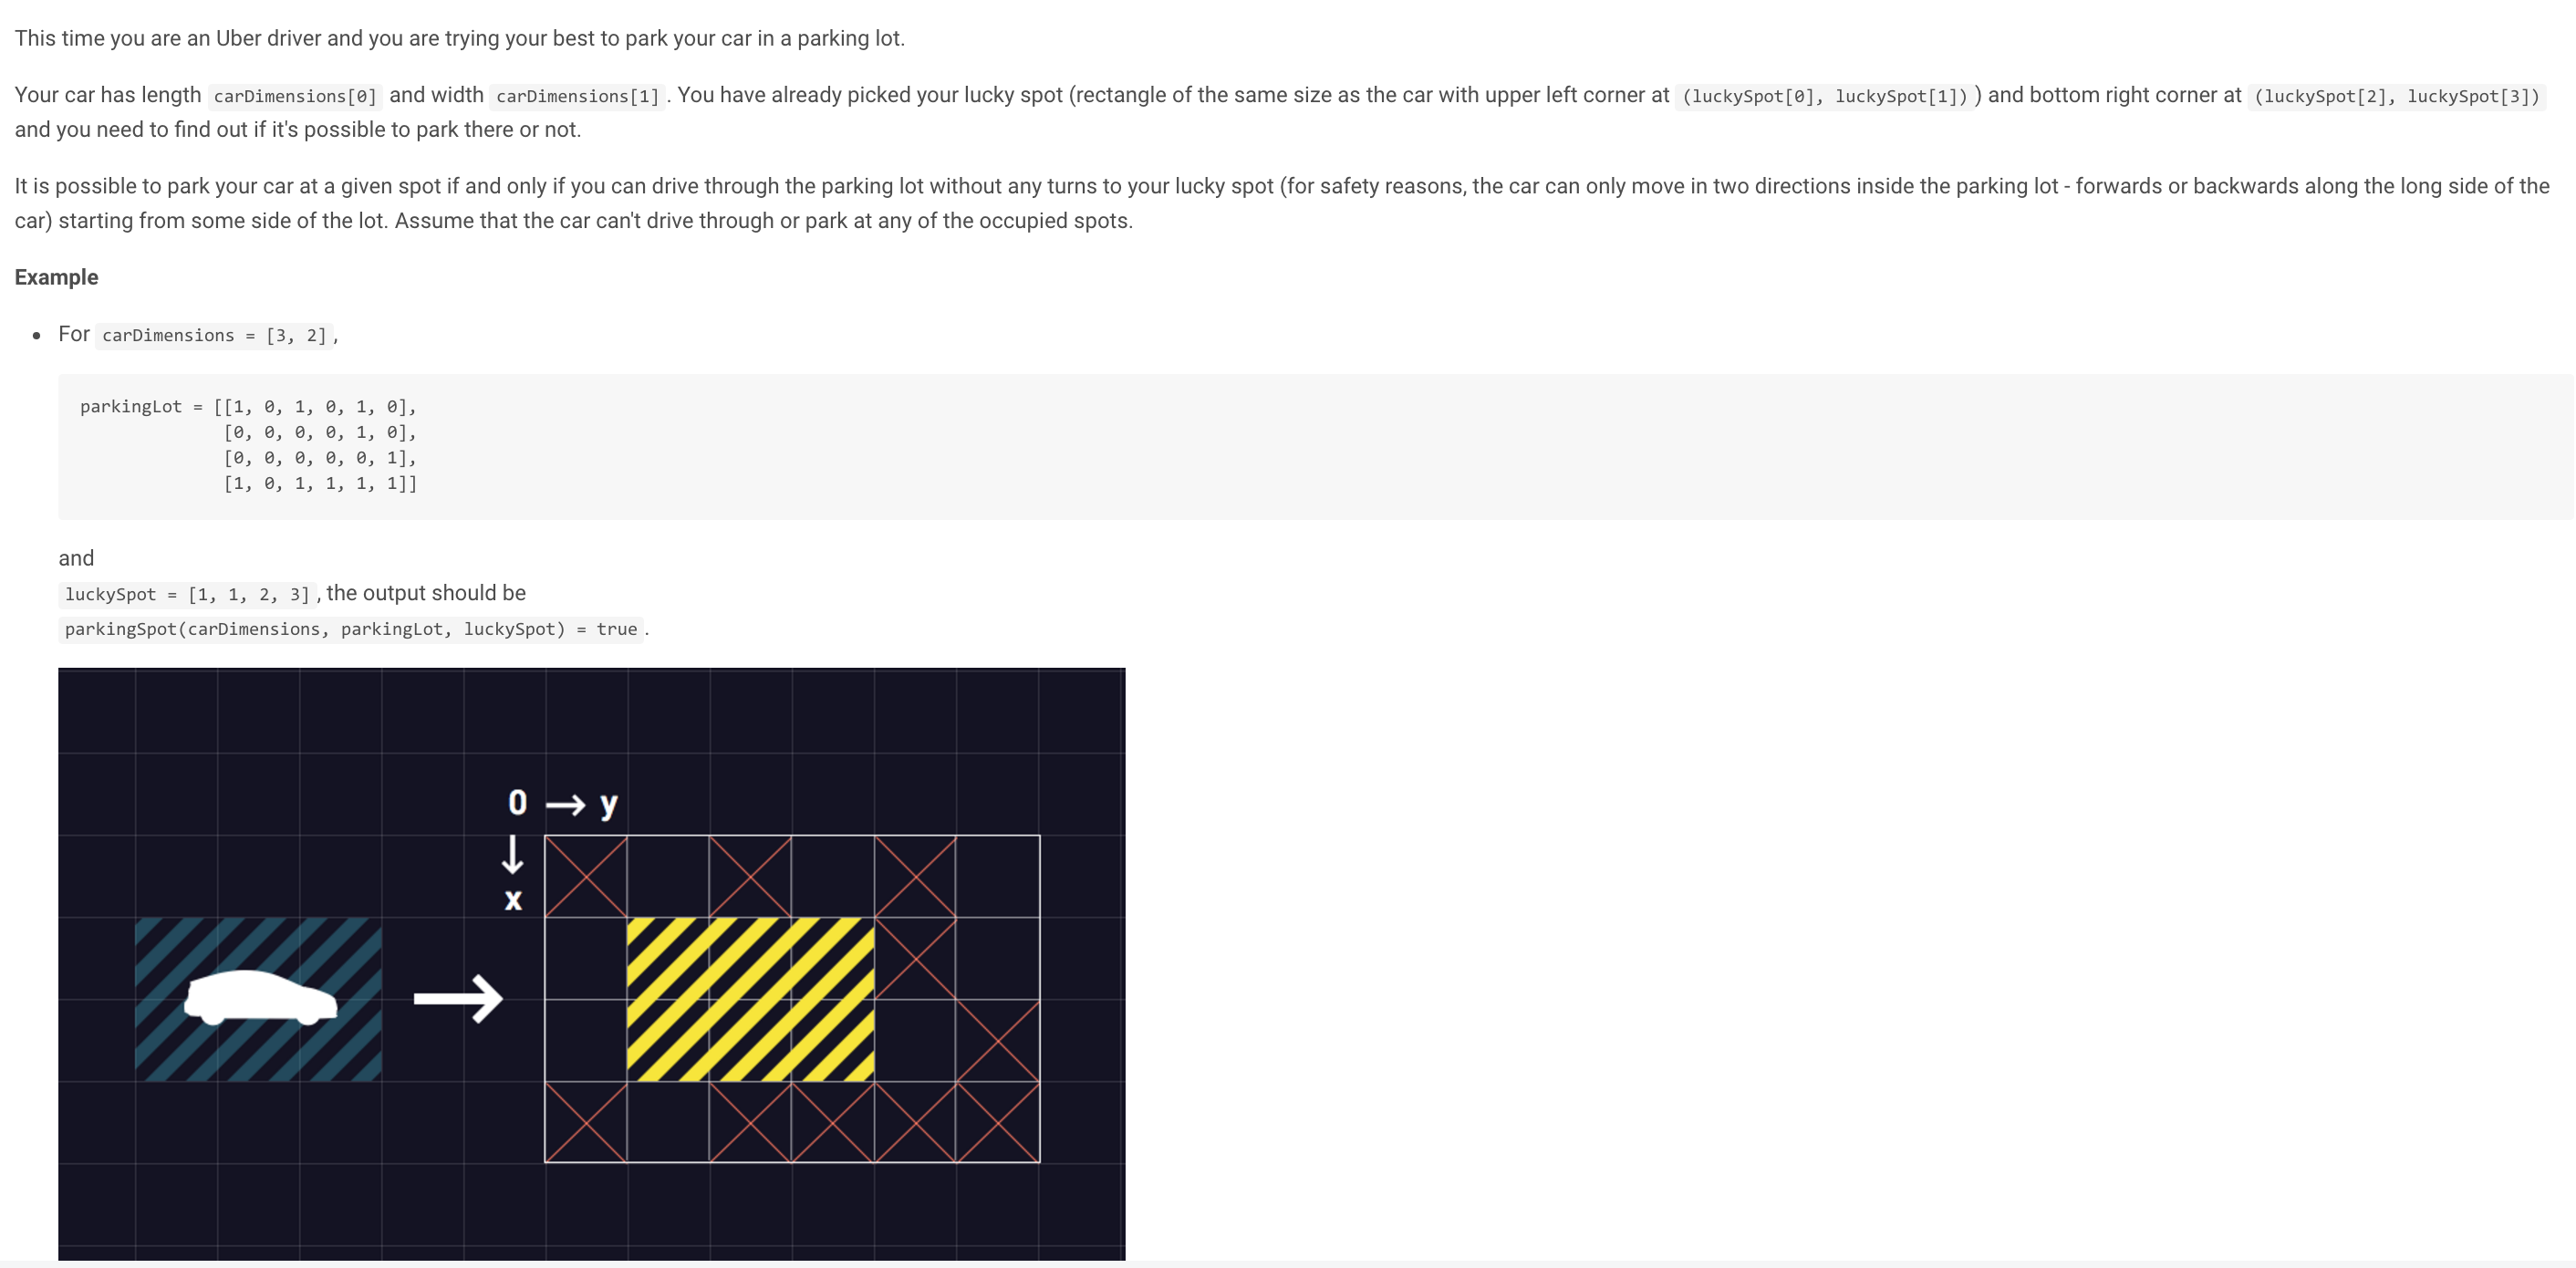 This time you are an Uber driver and you are trying your best to park your car in a parking lot.
Your car has length carDimensions[0] and width carDimensions[1]. You have already picked your lucky spot (rectangle of the same size as the car with upper left corner at (luckySpot[0], luckySpot[1])) and bottom right corner at (luckySpot[2], luckySpot[3])
and you need to find out if it's possible to park there or not.
It is possible to park your car at a given spot if and only if you can drive through the parking lot without any turns to your lucky spot (for safety reasons, the car can only move in two directions inside the parking lot - forwards or backwards along the long side of the
car) starting from some side of the lot. Assume that the car can't drive through or park at any of the occupied spots.
Example
• For carDimensions = [3, 2],
parkingLot = [[1, 0, 1, 0, 1, 0],
[0, 0, 0, 0, 1, 0],
[0, 0, 0, 0, 0, 1],
[1, 0, 1, 1, 1, 1]]
and
luckySpot = [1, 1, 2, 3], the output should be
parkingSpot(carDimensions, parkingLot, luckySpot) = true.
0 → y
↓
x